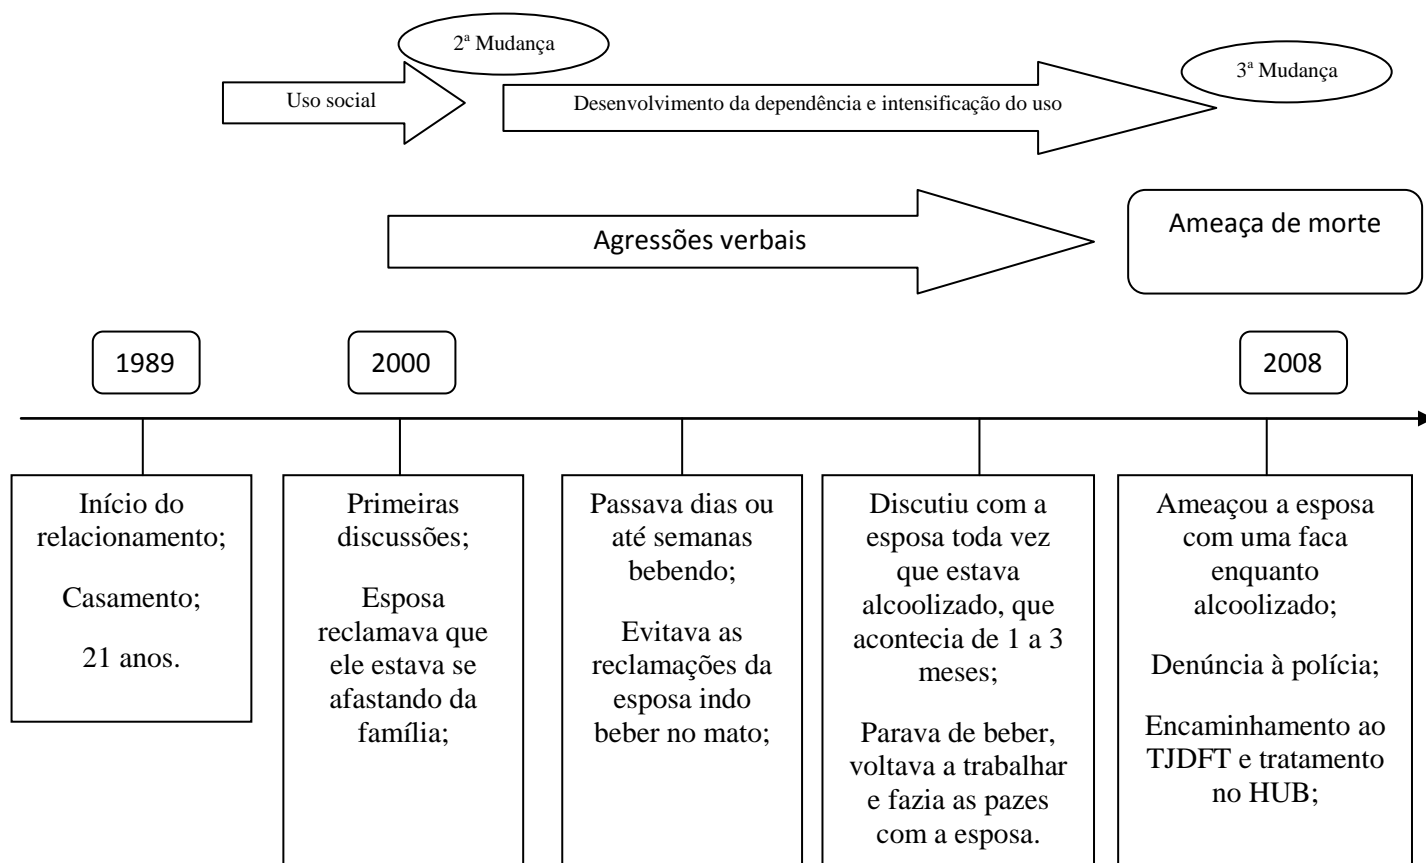 2ª Mudança
3ª Mudança
Uso social
Desenvolvimento da dependência e intensificação do uso
Agressões verbais
Ameaça de morte
1989
2000
2008
Início do
relacionamento;
Casamento;
21 anos.
Primeiras
discussões;
Esposa
reclamava que
ele estava se
afastando da
família;
Passava dias ou
até semanas
bebendo;
Evitava as
reclamações da
esposa indo
beber no mato;
Discutiu com a
esposa toda vez
que estava
alcoolizado, que
acontecia de 1 a 3
meses;
Parava de beber,
voltava a trabalhar
e fazia as pazes
com a esposa.
Ameaçou a esposa
com uma faca
enquanto
alcoolizado;
Denúncia à polícia;
Encaminhamento ao
TJDFT e tratamento
no HUB;